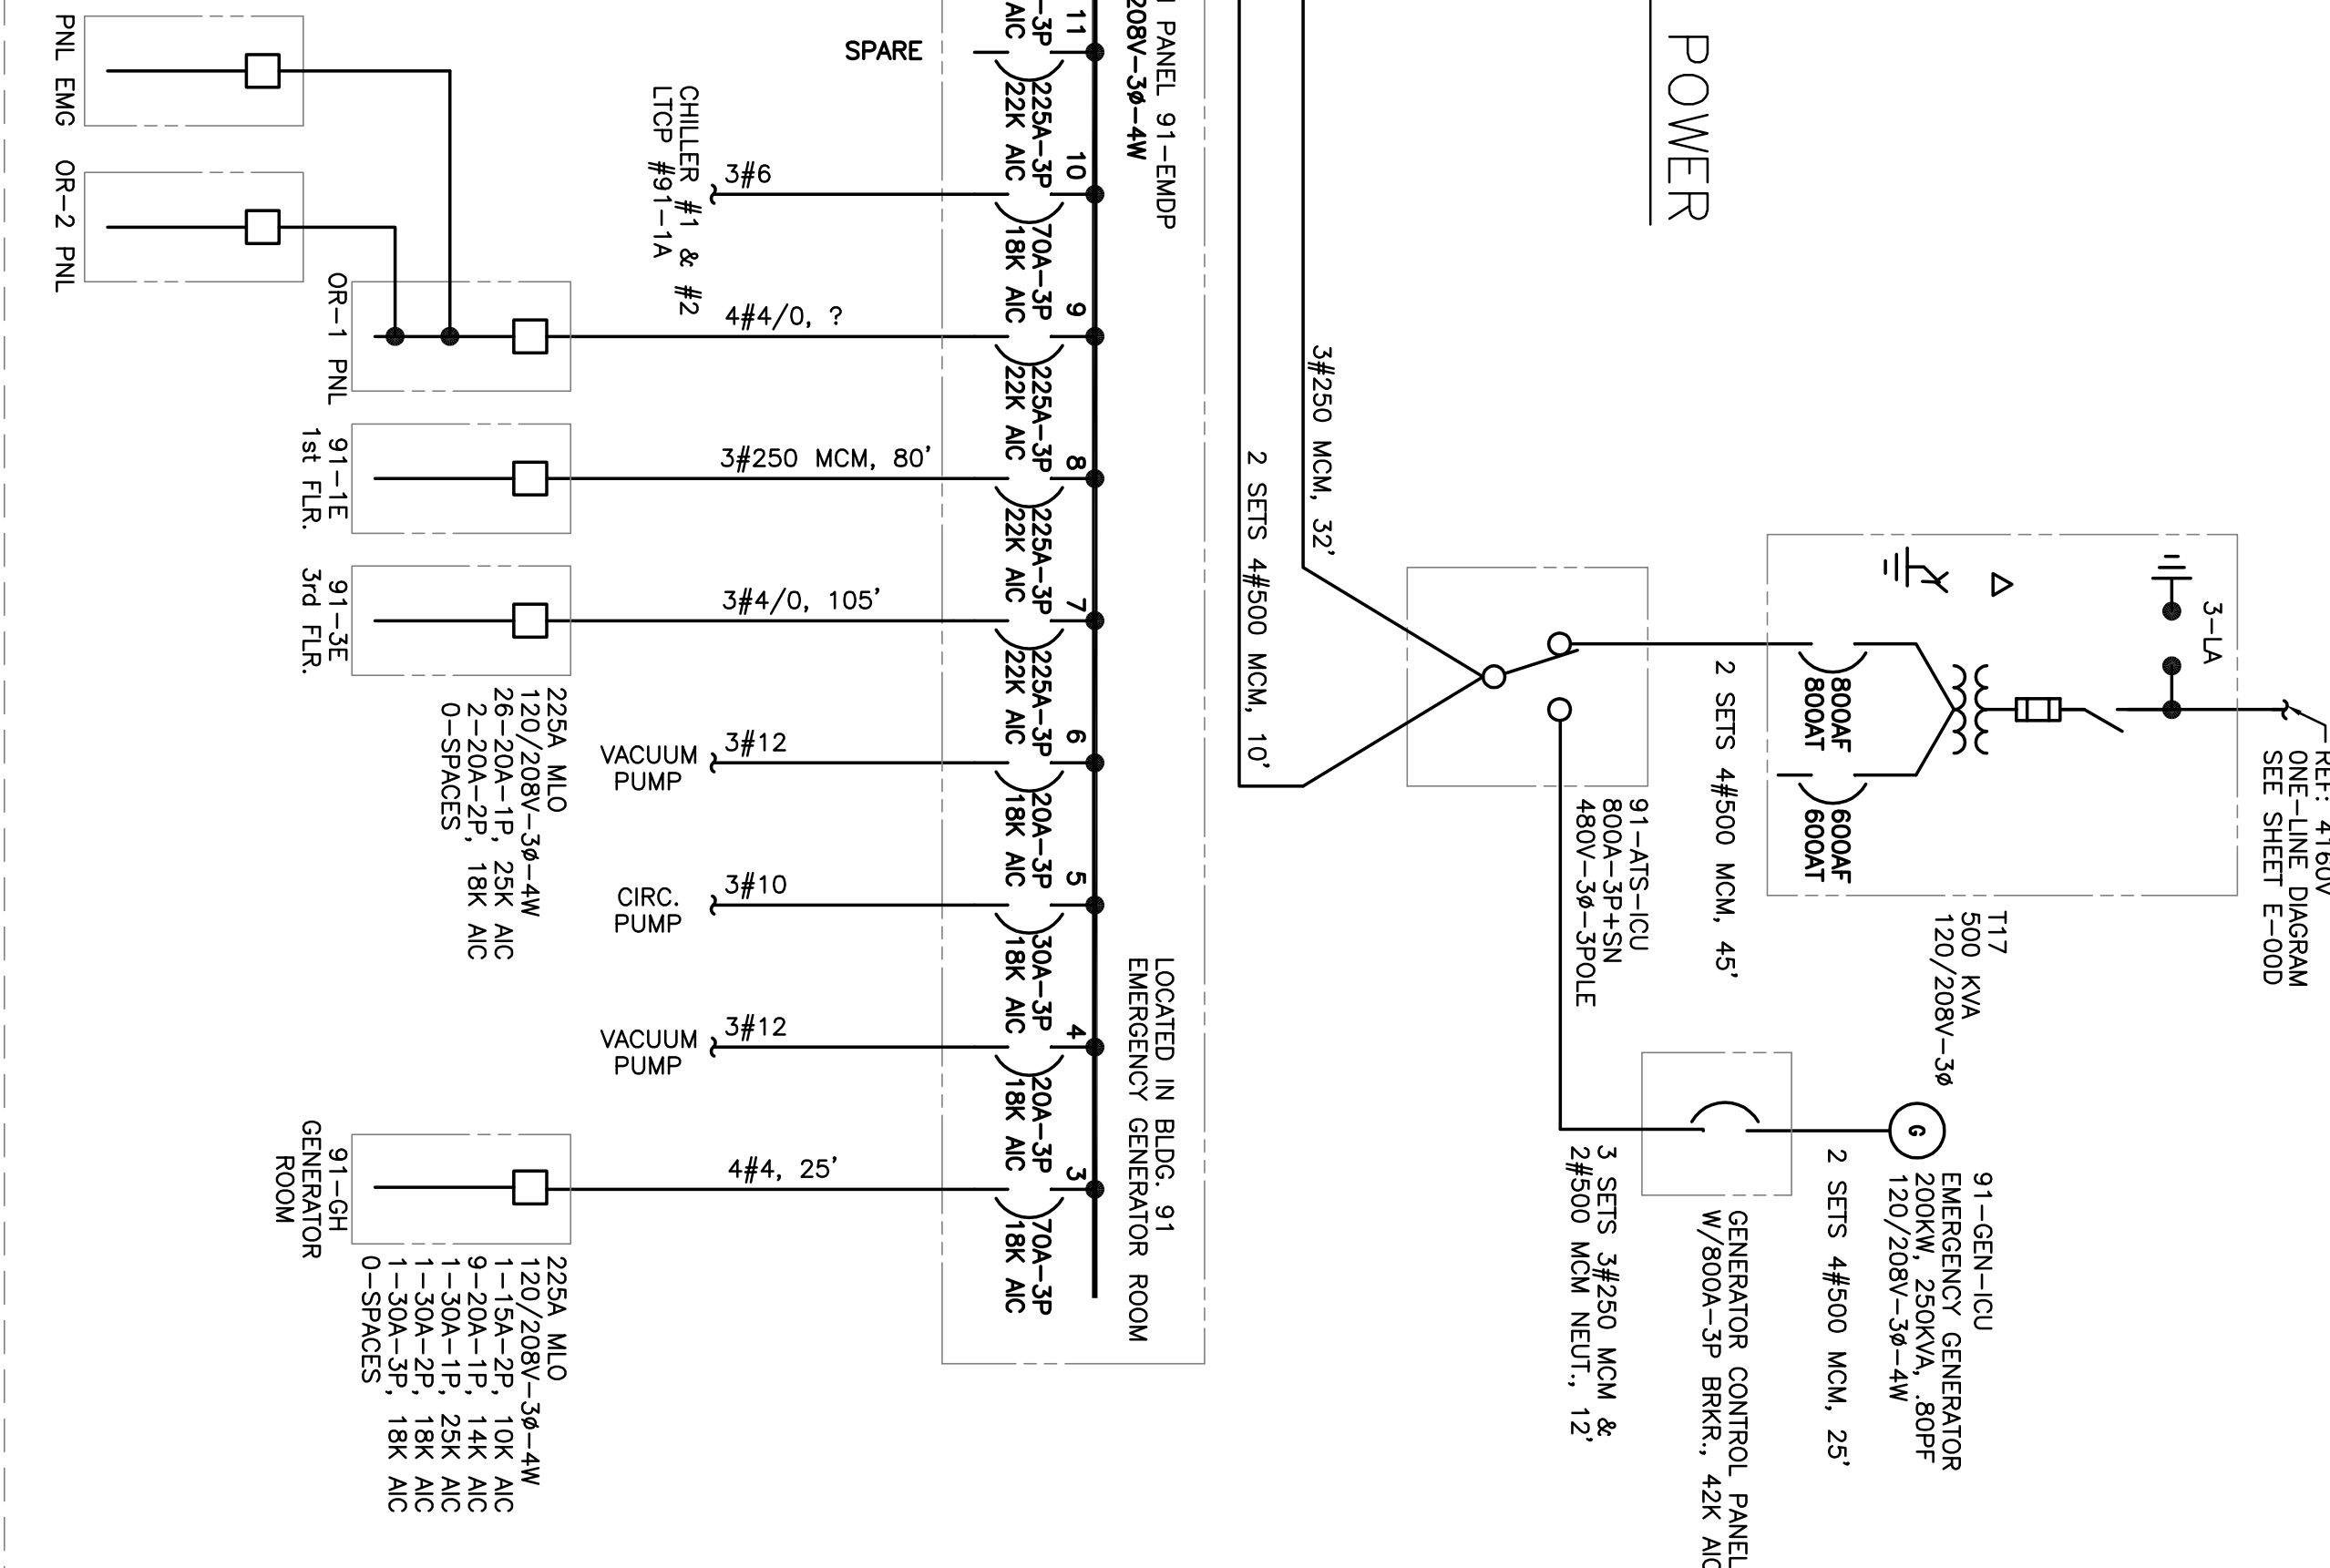 POWER
REF: 4160V
ONE-LINE DIAGRAM
SEE SHEET E-00D
3-LA
Δ
800AF
800AT
600AF
600AT
T17
500 KVA
120/208V-3Ø
2 SETS 4#500 MCM, 45'
91-ATS-ICU
800A-3P+SN
480V-3Ø-3POLE
G
91-GEN-ICU
EMERGENCY GENERATOR
200KW, 250KVA, .80PF
120/208V-3Ø-4W
2 SETS 4#500 MCM, 25'
GENERATOR CONTROL PANEL
W/800A-3P BRKR., 42K AIC
3 SETS 3#250 MCM &
2#500 MCM NEUT., 12'
3#250 MCM, 32'
2 SETS 4#500 MCM, 10'
PANEL 91-EMDP
208V-3Ø-4W
LOCATED IN BLDG. 91
EMERGENCY GENERATOR ROOM
11
-3P
AIC
225A-3P
22K AIC
SPARE
10
70A-3P
18K AIC
3#6
CHILLER #1 & #2
LTCP #91-1A
9
225A-3P
22K AIC
4#4/0, ?
OR-1 PNL
PNL EMG
OR-2 PNL
8
225A-3P
22K AIC
3#250 MCM, 80'
91-1E
1st FLR.
7
225A-3P
22K AIC
3#4/0, 105'
91-3E
3rd FLR.
225A MLO
120/208V-3Ø-4W
26-20A-1P, 25K AIC
2-20A-2P, 18K AIC
0-SPACES
6
20A-3P
18K AIC
3#12
VACUUM
PUMP
5
30A-3P
18K AIC
3#10
CIRC.
PUMP
4
20A-3P
18K AIC
3#12
VACUUM
PUMP
3
70A-3P
18K AIC
4#4, 25'
91-GH
GENERATOR
ROOM
225A MLO
120/208V-3Ø-4W
1-15A-2P, 10K AIC
9-20A-1P, 14K AIC
1-30A-1P, 25K AIC
1-30A-2P, 18K AIC
1-30A-3P, 18K AIC
0-SPACES